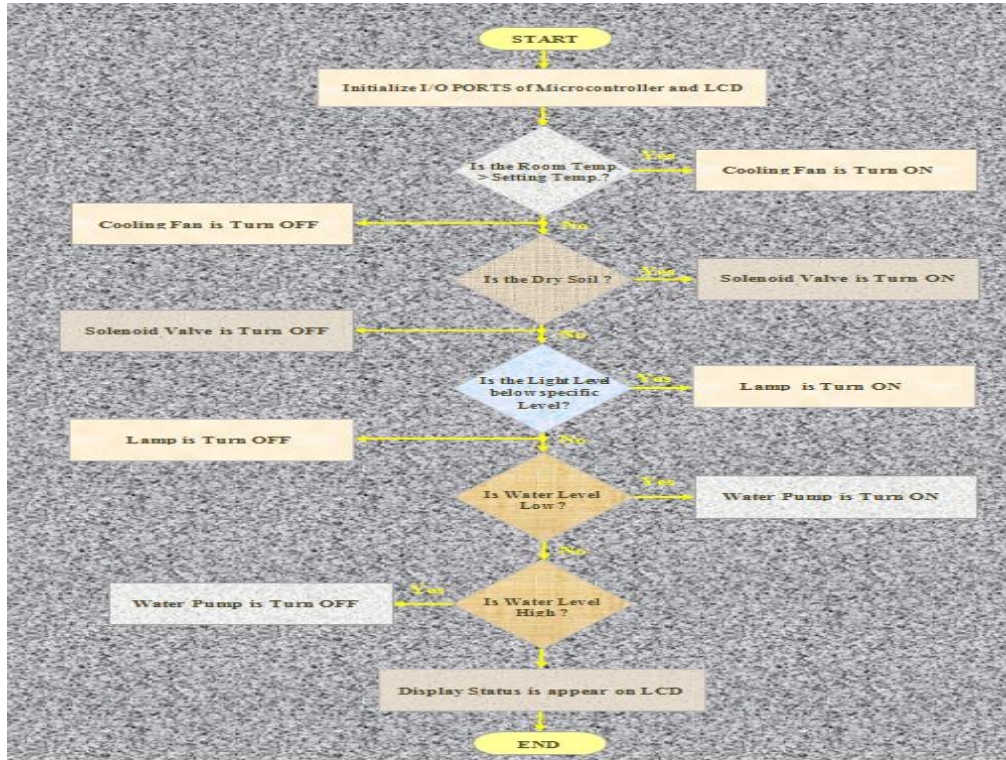 START
Initialize I/O PORTS of Microcontroller and LCD
Is the Room Temp.
> Setting Temp.?
Yes
Cooling Fan is Turn ON
Cooling Fan is Turn OFF
No
Is the Dry Soil ?
Yes
Solenoid Valve is Turn ON
Solenoid Valve is Turn OFF
No
Is the Light Level
below specific
Level?
Yes
Lamp is Turn ON
Lamp is Turn OFF
No
Is Water Level
Low ?
Yes
Water Pump is Turn ON
No
Water Pump is Turn OFF
Yes
Is Water Level
High ?
Display Status is appear on LCD
END